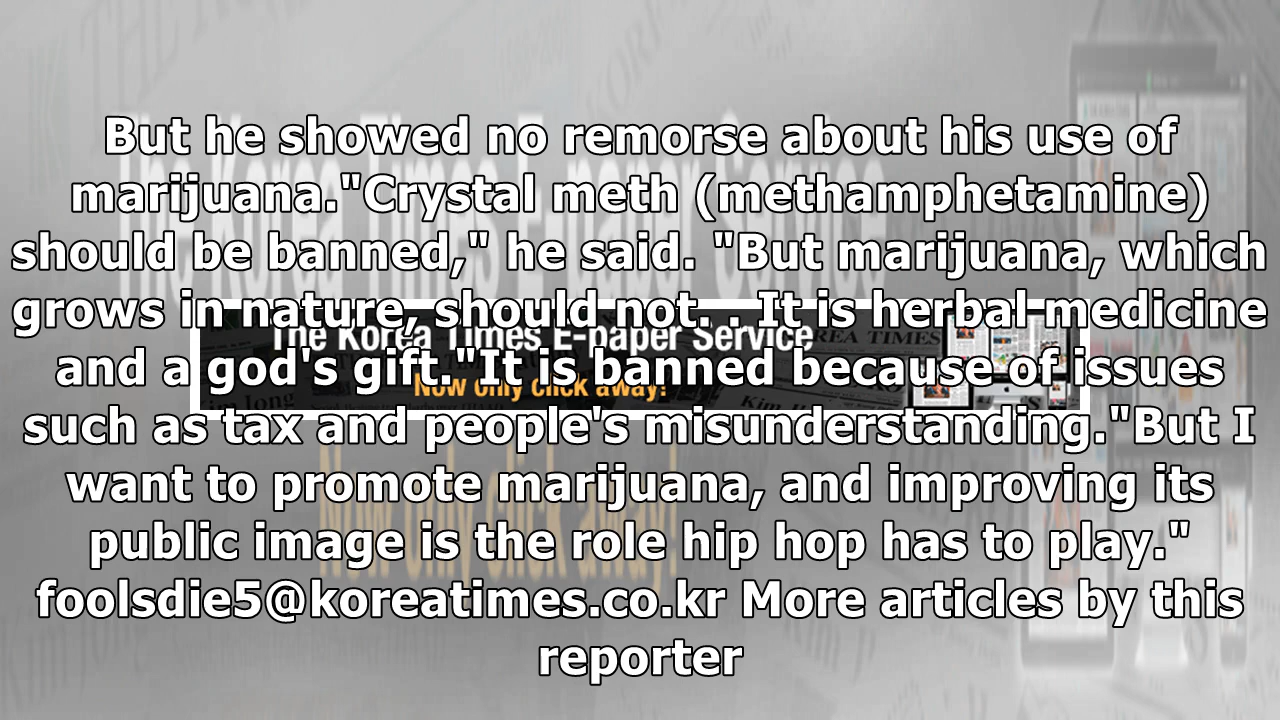 But he showed no remorse about his use of
marijuana."Crystal meth (methamphetamine)
should be banned," he said. "But marijuana, which
grows in nature, should not. . It is herbal medicine
The Korea Times E-paper Service
and a god's gift."It is banned because of issues
Now only click away!
such as tax and people's misunderstanding."But I
want to promote marijuana, and improving its
public image is the role hip hop has to play."
foolsdie5@koreatimes.co.kr More articles by this
reporter